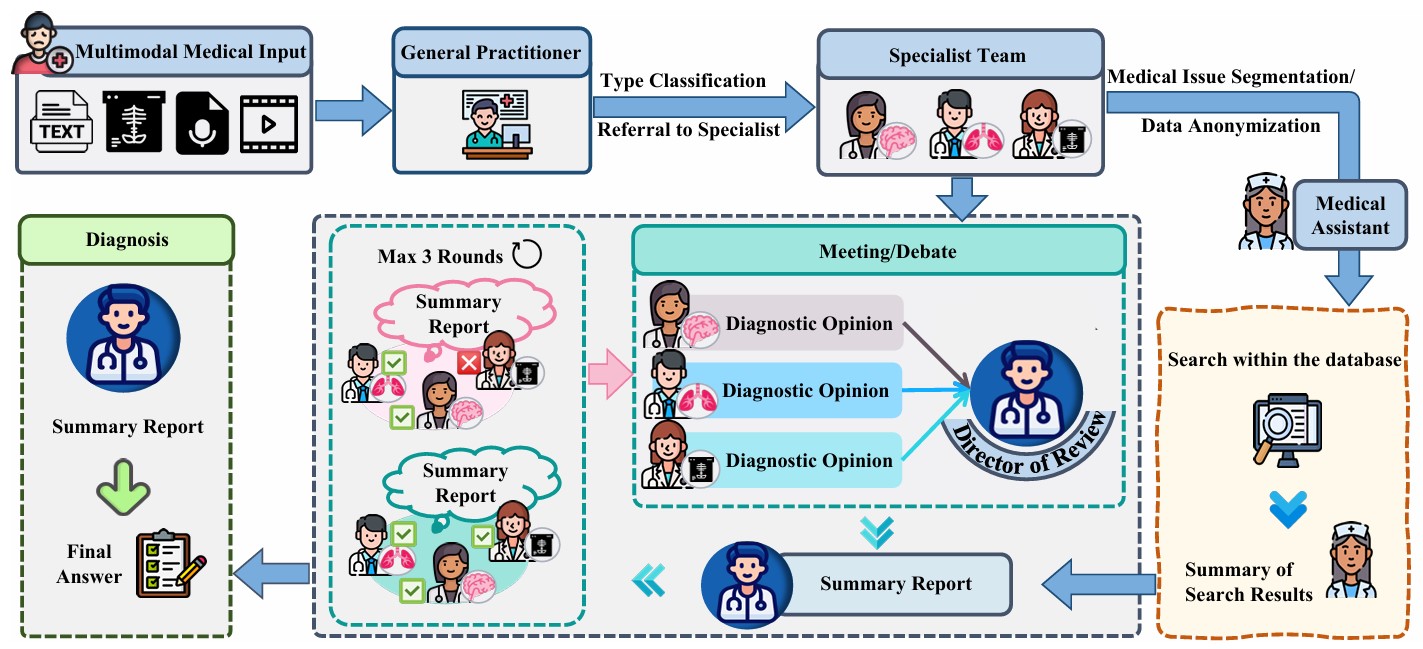 Multimodal Medical Input
TEXT
General Practitioner
Type Classification
Referral to Specialist
Specialist Team
Medical Issue Segmentation/
Data Anonymization
Medical
Assistant
Search within the database
Summary of
Search Results
Meeting/Debate
Diagnostic Opinion
Diagnostic Opinion
Diagnostic Opinion
Director of Review
Summary Report
Max 3 Rounds
Summary
Report
Summary
Report
Diagnosis
Summary Report
Final
Answer